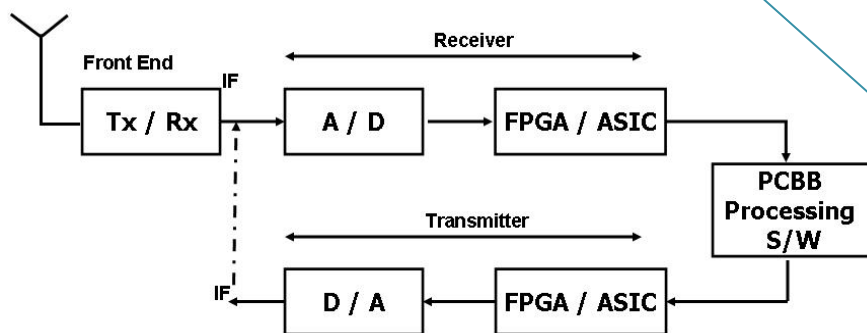 Receiver
Front End
IF
Tx / Rx
A / D
FPGA / ASIC
PCBB
Processing
S/W
Transmitter
IF
D / A
FPGA / ASIC